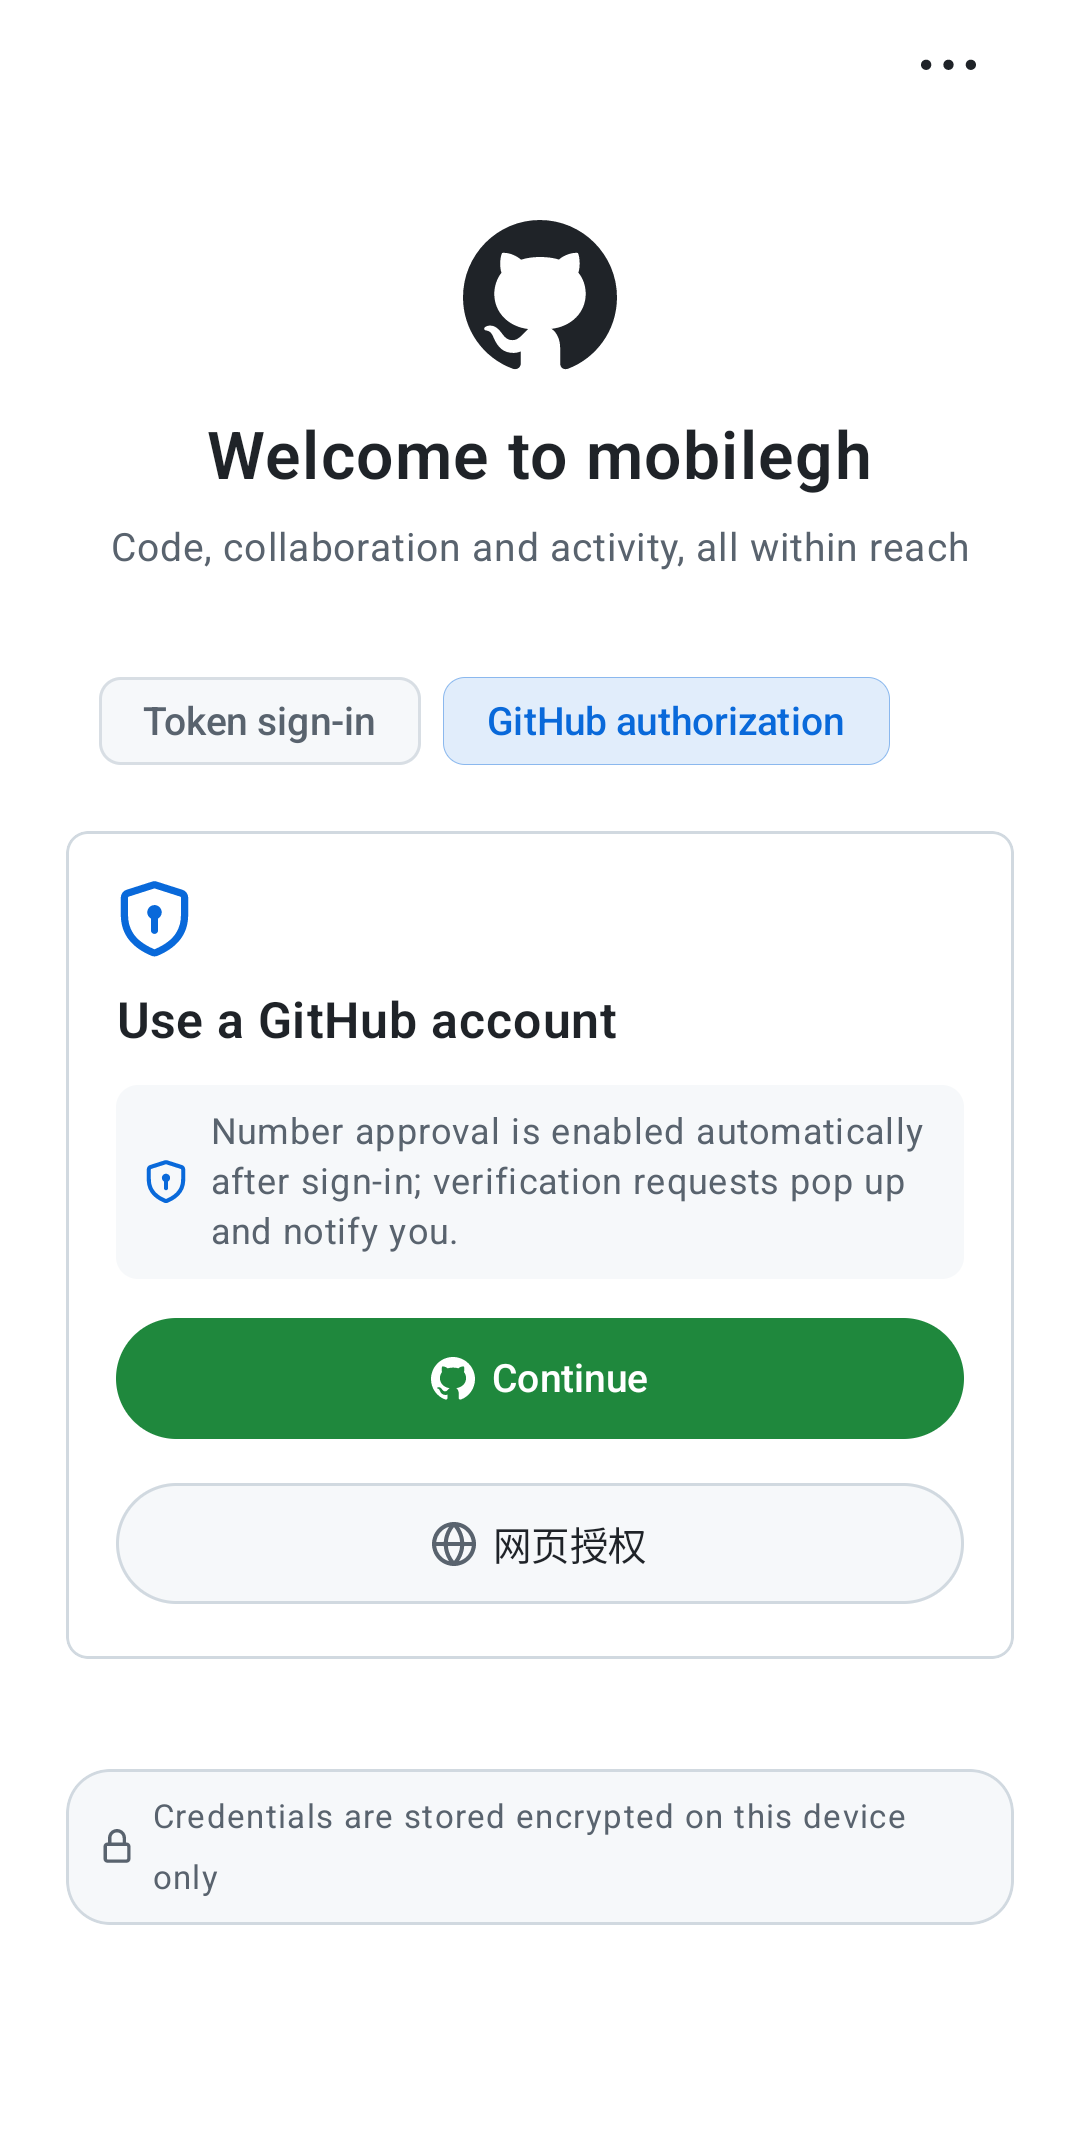 Welcome to mobilegh
Code, collaboration and activity, all within reach
Token sign-in
GitHub authorization
Use a GitHub account
Number approval is enabled automatically
after sign-in; verification requests pop up
and notify you.
Continue
网页授权
Credentials are stored encrypted on this device
only